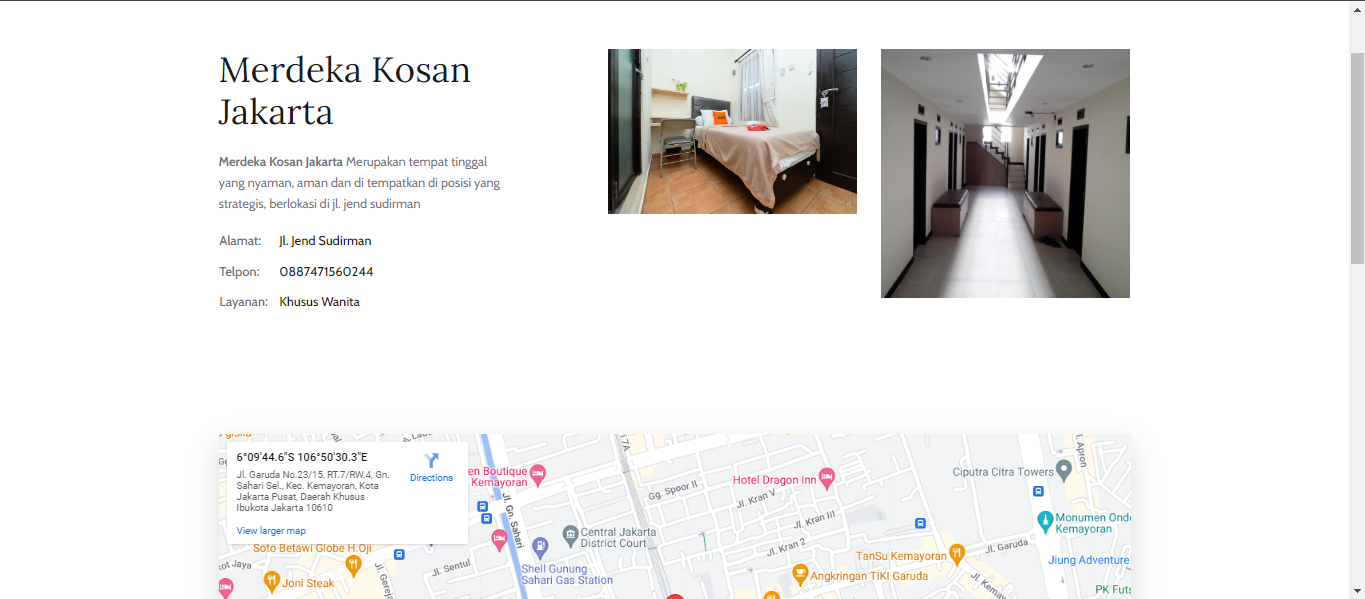 Merdeka Kosan
Jakarta
Merdeka Kosan Jakarta Merupakan tempat tinggal
yang nyaman, aman dan di tempatkan di posisi yang
strategis, berlokasi di jl. jend sudirman
Alamat: Jl. Jend Sudirman
Telpon: 0887471560244
Layanan: Khusus Wanita
6°09'44.6"S 106°50'30.3"E
Jl. Garuda No.23/15, RT.7/RW.4, Gn.
Sahari Sel., Kec. Kemayoran, Kota
Jakarta Pusat, Daerah Khusus
Ibukota Jakarta 10610
Directions
View larger map
en Boutique
Kemayoran
Jl. Gn. Sahari
Gg. Spoor II
Hotel Dragon Inn
Jl. Kran V
Jl. Kran III
Jl. Kran 2
Ciputra Citra Towers
Jl. Apron
Monumen Onde
Kemayoran
Central Jakarta
District Court
Shell Gunung
Sahari Gas Station
Soto Betawi Globe H.Oji
Joni Steak
Jl. Sentul
Jl. Gereja
TanSu Kemayoran
Jl. Garuda
Angkringan TIKI Garuda
Jiung Adventure
Jl. Kemay
PK Futs